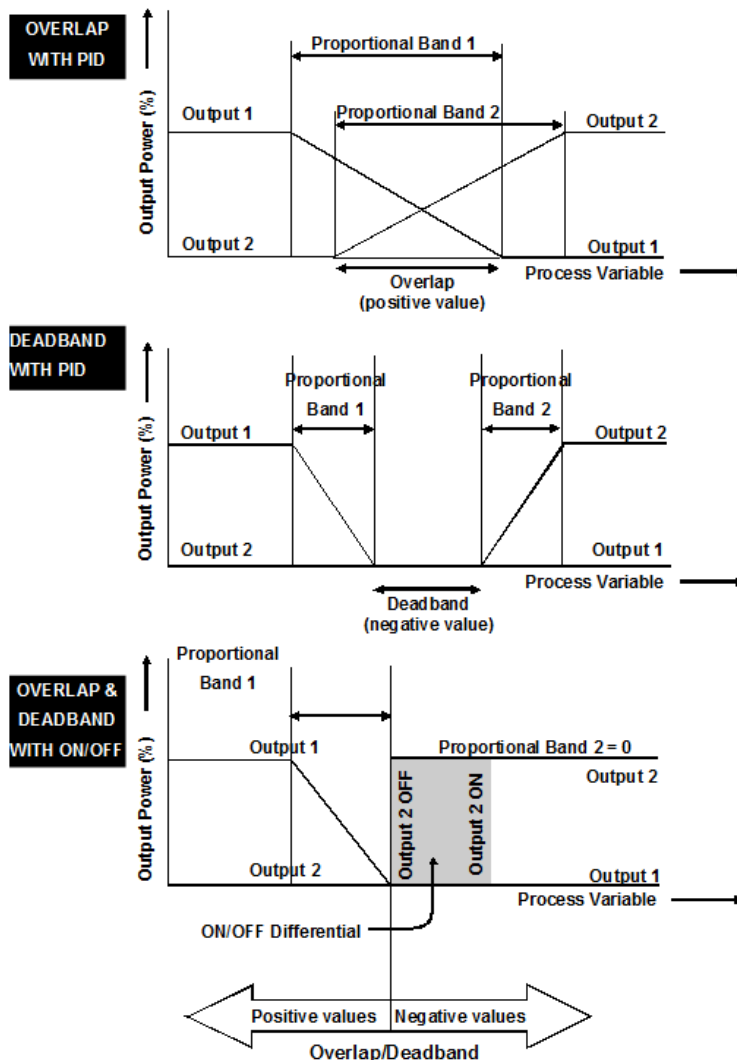 OVERLAP
WITH PID
Output Power (%)
Proportional Band 1
Proportional Band 2
Output 1
Output 2
Output 2
Output 1
Overlap
(positive value)
Process Variable
DEADBAND
WITH PID
Output Power (%)
Proportional
Band 1
Proportional
Band 2
Output 1
Output 2
Output 2
Output 1
Deadband
(negative value)
Process Variable
OVERLAP &
DEADBAND
WITH ON/OFF
Output Power (%)
Proportional
Band 1
Output 1
Proportional Band 2 = 0
Output 2
Output 2 OFF
Output 2 ON
Output 2
Output 1
Process Variable
ON/OFF Differential
Positive values
Negative values
Overlap/Deadband